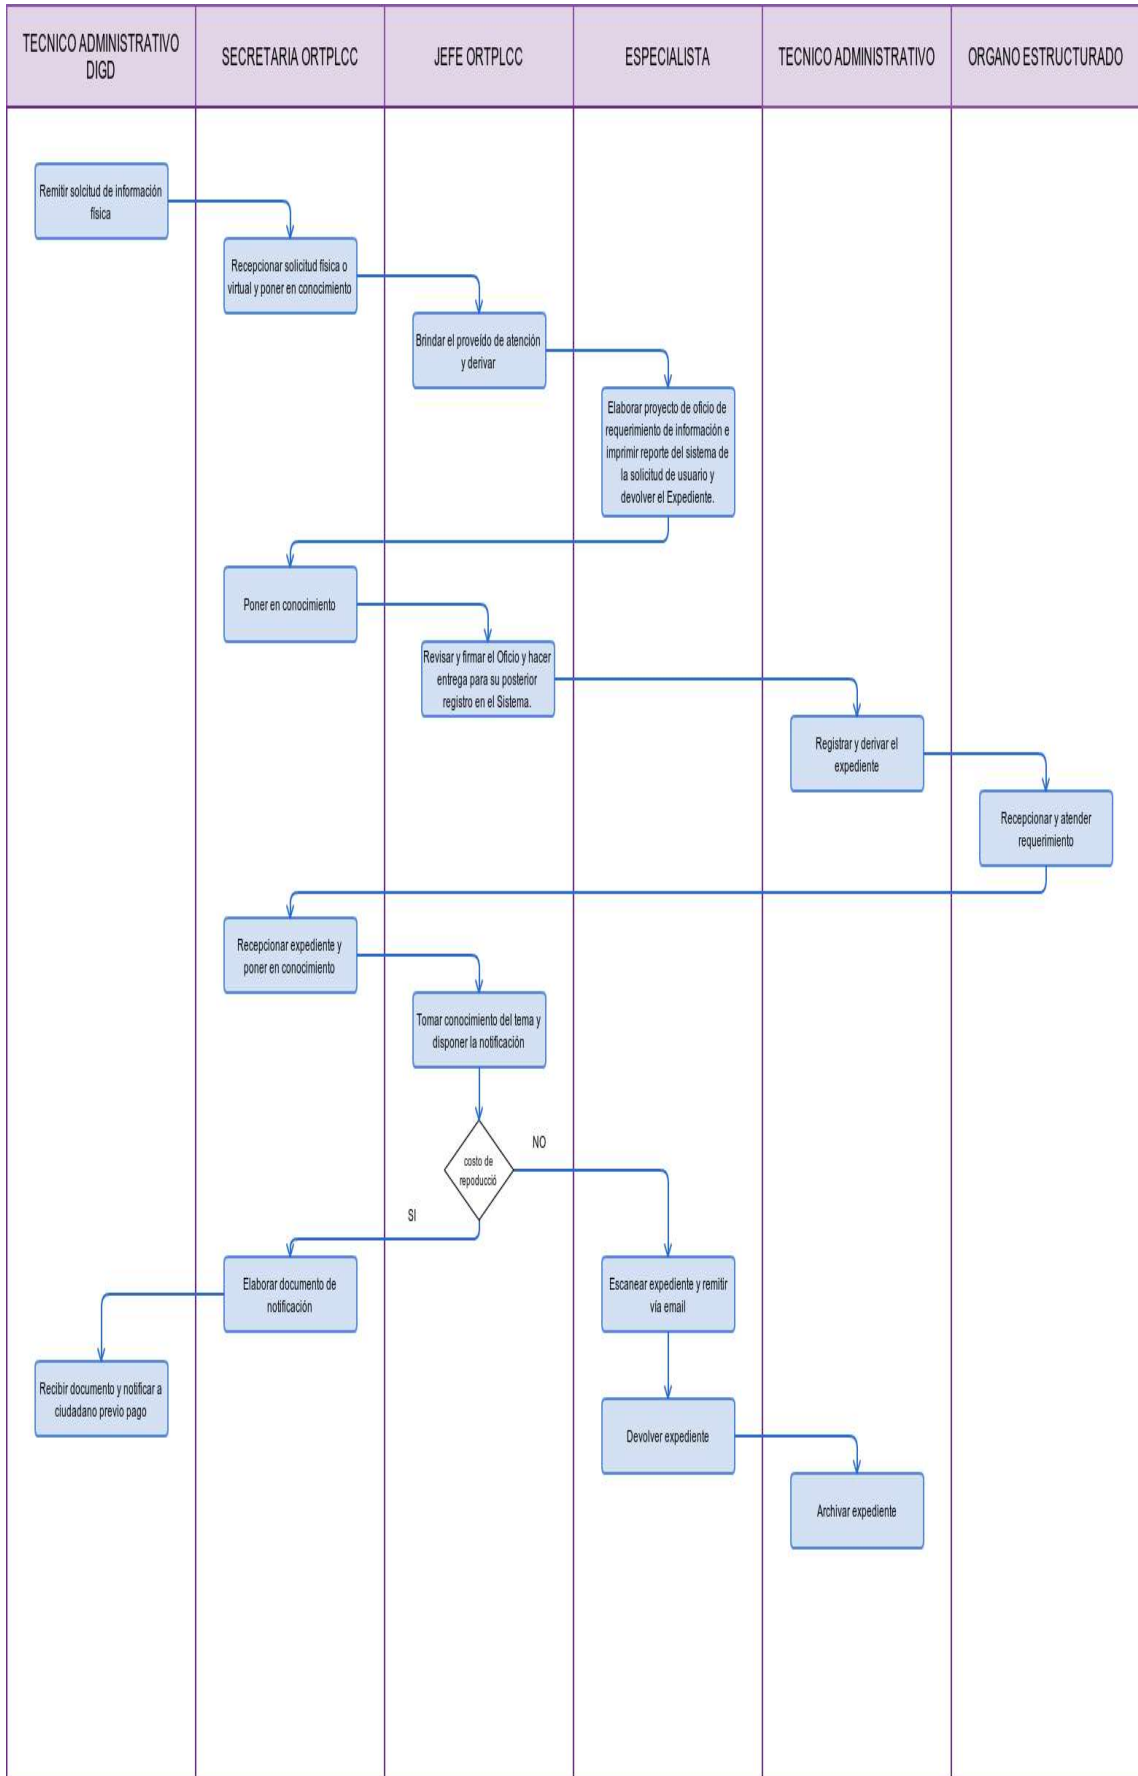 TECNICO ADMINISTRATIVO
DIGD
SECRETARIA ORTPLCC
JEFE ORTPLCC
ESPECIALISTA
TECNICO ADMINISTRATIVO
ORGANO ESTRUCTURADO
Remitir solcitud de información
física
Recepcionar solicitud física o
virtual y poner en conocimiento
Brindar el proveído de atención
y derivar
Elaborar proyecto de oficio de
requerimiento de información e
imprimir reporte del sistema de
la solicitud de usuario y
devolver el Expediente.
Poner en conocimiento
Revisar y firmar el Oficio y hacer
entrega para su posterior
registro en el Sistema.
Registrar y derivar el
expediente
Recepcionar y atender
requerimiento
Recepcionar expediente y
poner en conocimiento
Tomar conocimiento del tema y
disponer la notificación
costo de
repoducció
NO
SI
Elaborar documento de
notificación
Escanear expediente y remitir
vía email
Recibir documento y notificar a
ciudadano previo pago
Devolver expediente
Archivar expediente